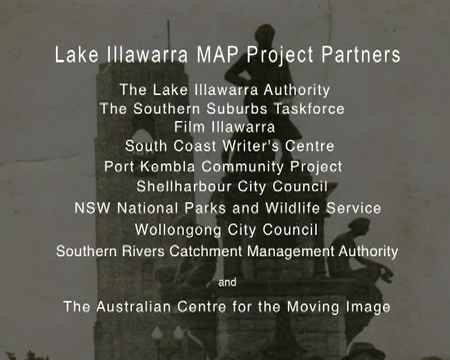 Lake Illawarra MAP Project Partners
The Lake Illawarra Authority
The Southern Suburbs Taskforce
Film Illawarra
South Coast Writer's Centre
Port Kembla Community Project
Shellharbour City Council
NSW National Parks and Wildlife Service
Wollongong City Council
Southern Rivers Catchment Management Authority
and
The Australian Centre for the Moving Image